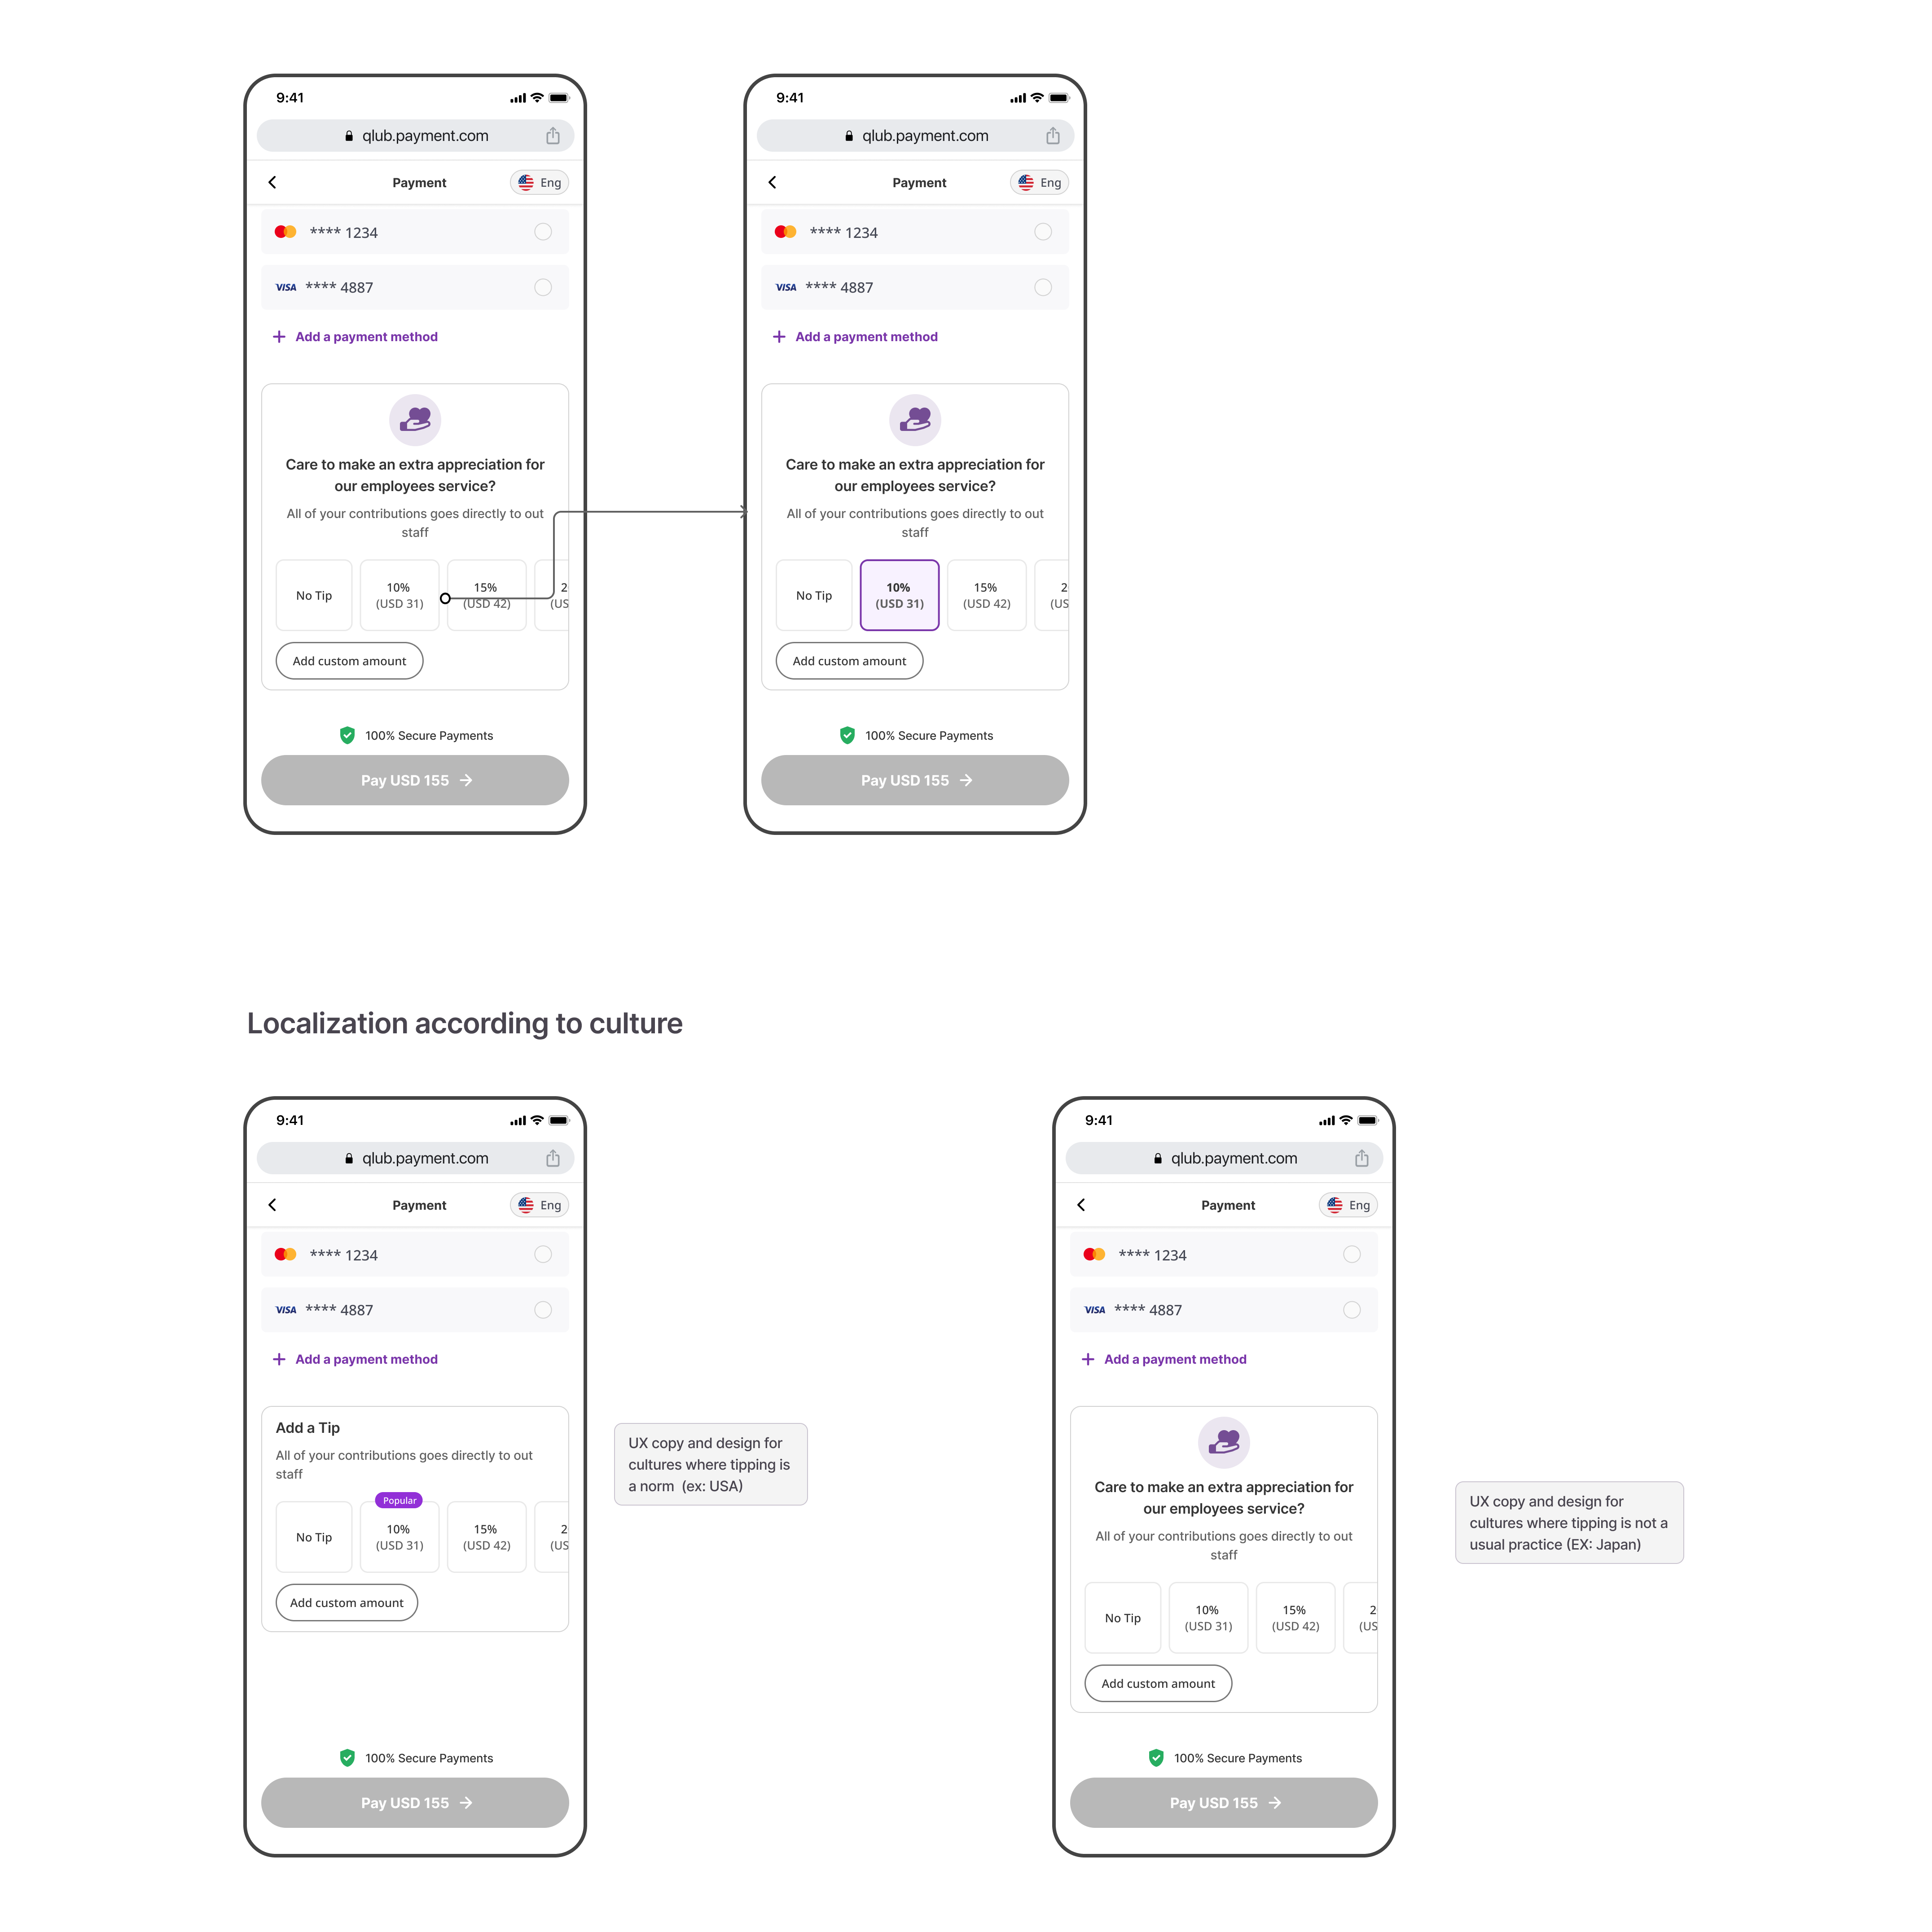 9:41
qlub.payment.com
Payment
Eng
**** 1234
VISA **** 4887
+ Add a payment method
Care to make an extra appreciation for
our employees service?
All of your contributions goes directly to out
staff
No Tip
10%
(USD 31)
15%
(USD 42)
2
(US
Add custom amount
100% Secure Payments
Pay USD 155 →
9:41
qlub.payment.com
Payment
Eng
**** 1234
VISA **** 4887
+ Add a payment method
Care to make an extra appreciation for
our employees service?
All of your contributions goes directly to out
staff
No Tip
10%
(USD 31)
15%
(USD 42)
2
(US
Add custom amount
100% Secure Payments
Pay USD 155 →
Localization according to culture
9:41
qlub.payment.com
Payment
Eng
**** 1234
VISA **** 4887
+ Add a payment method
Add a Tip
All of your contributions goes directly to out
staff
Popular
No Tip
10%
(USD 31)
15%
(USD 42)
2
(US
Add custom amount
100% Secure Payments
Pay USD 155 →
UX copy and design for
cultures where tipping is
a norm (ex: USA)
9:41
qlub.payment.com
Payment
Eng
**** 1234
VISA **** 4887
+ Add a payment method
Care to make an extra appreciation for
our employees service?
All of your contributions goes directly to out
staff
No Tip
10%
(USD 31)
15%
(USD 42)
2
(US
Add custom amount
100% Secure Payments
Pay USD 155 →
UX copy and design for
cultures where tipping is not a
usual practice (EX: Japan)